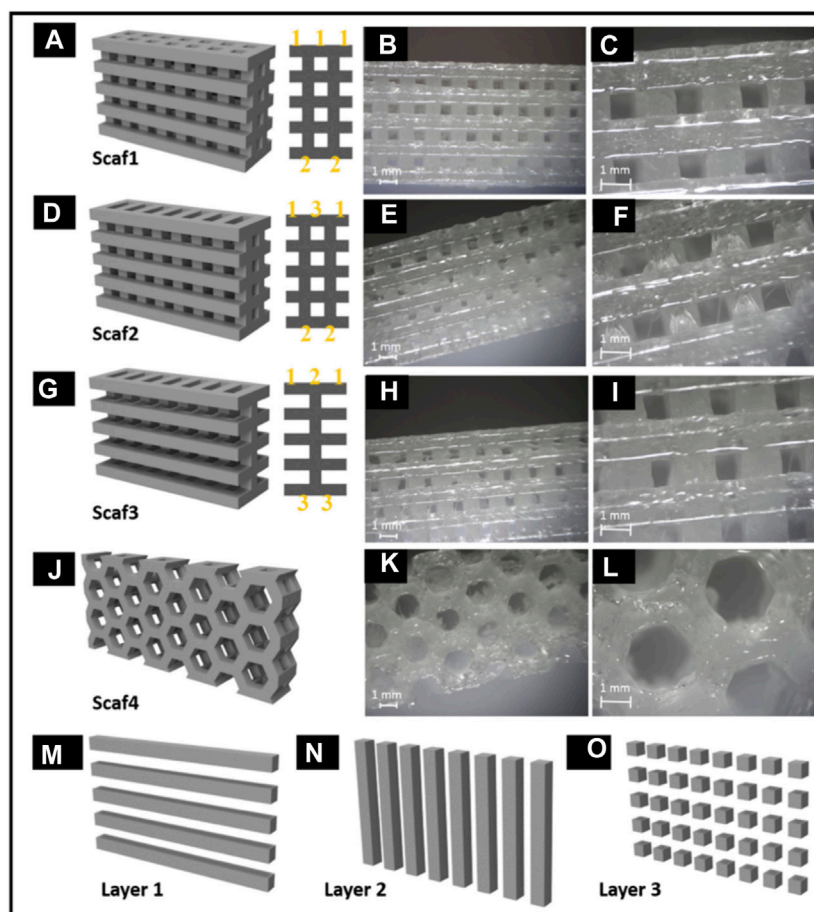 A
1 1 1
2 2
Scaf1
B
1 mm
C
1 mm
D
1 3 1
2 2
Scaf2
E
1 mm
F
1 mm
G
1 2 1
3 3
Scaf3
H
1 mm
I
1 mm
J
Scaf4
K
1 mm
L
1 mm
M
Layer 1
N
Layer 2
O
Layer 3